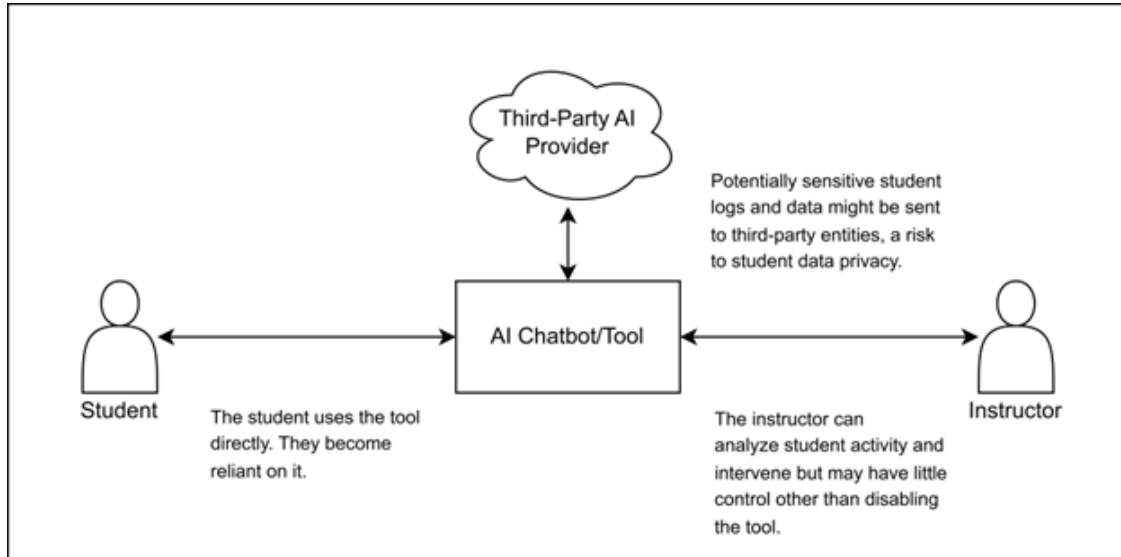 Third-Party AI
Provider
Potentially sensitive student
logs and data might be sent
to third-party entities, a risk
to student data privacy.
AI Chatbot/Tool
Student
Instructor
The student uses the tool
directly. They become
reliant on it.
The instructor can
analyze student activity and
intervene but may have little
control other than disabling
the tool.